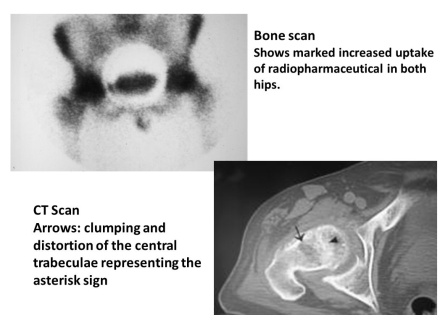 Bone scan
Shows marked increased uptake
of radiopharmaceutical in both
hips.
CT Scan
Arrows: clumping and
distortion of the central
trabeculae representing the
asterisk sign